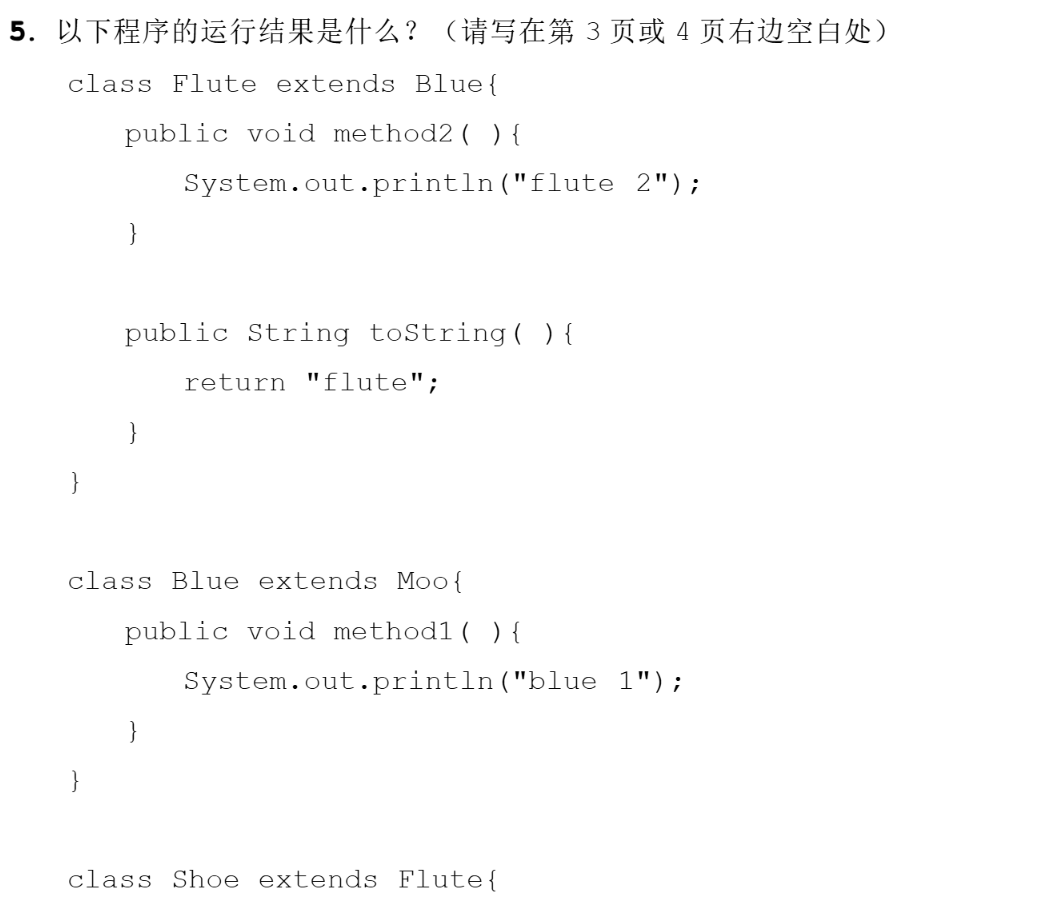 5. 以下程序的运行结果是什么？（请写在第 3 页或 4 页右边空白处）
class Flute extends Blue{
public void method2( ){
System.out.println("flute 2");
}
public String toString( ){
return "flute";
}
}
class Blue extends Moo{
public void method1( ){
System.out.println("blue 1");
}
}
class Shoe extends Flute{